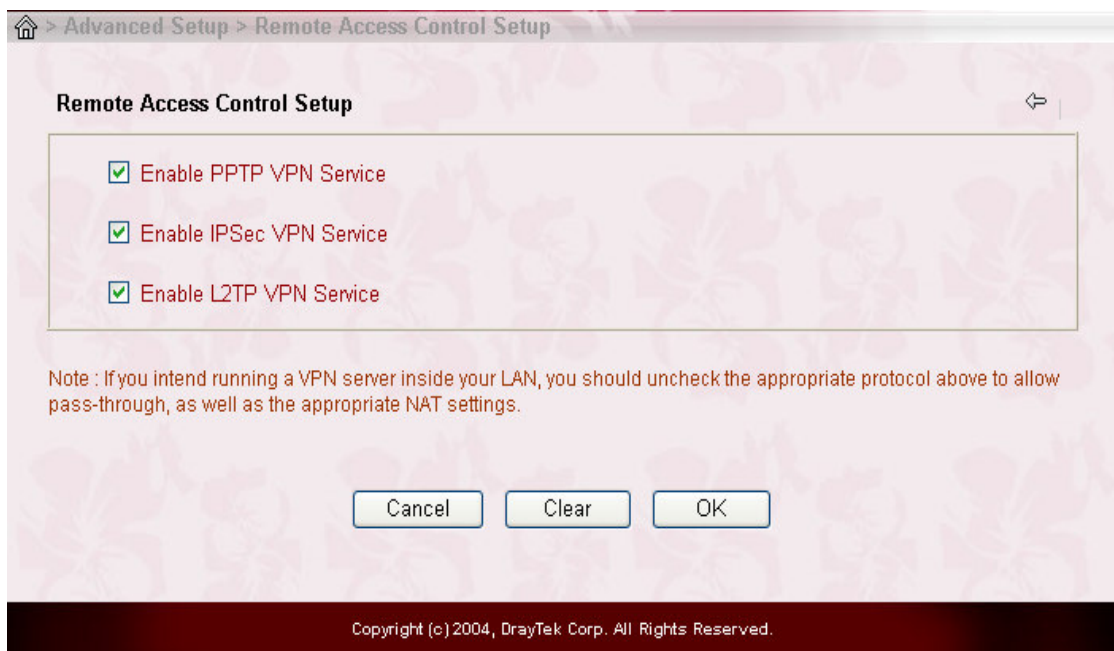 > Advanced Setup > Remote Access Control Setup
Remote Access Control Setup
Enable PPTP VPN Service
Enable IPSec VPN Service
Enable L2TP VPN Service
Note : If you intend running a VPN server inside your LAN, you should uncheck the appropriate protocol above to allow
pass-through, as well as the appropriate NAT settings.
Cancel Clear OK
Copyright (c) 2004, DrayTek Corp. All Rights Reserved.